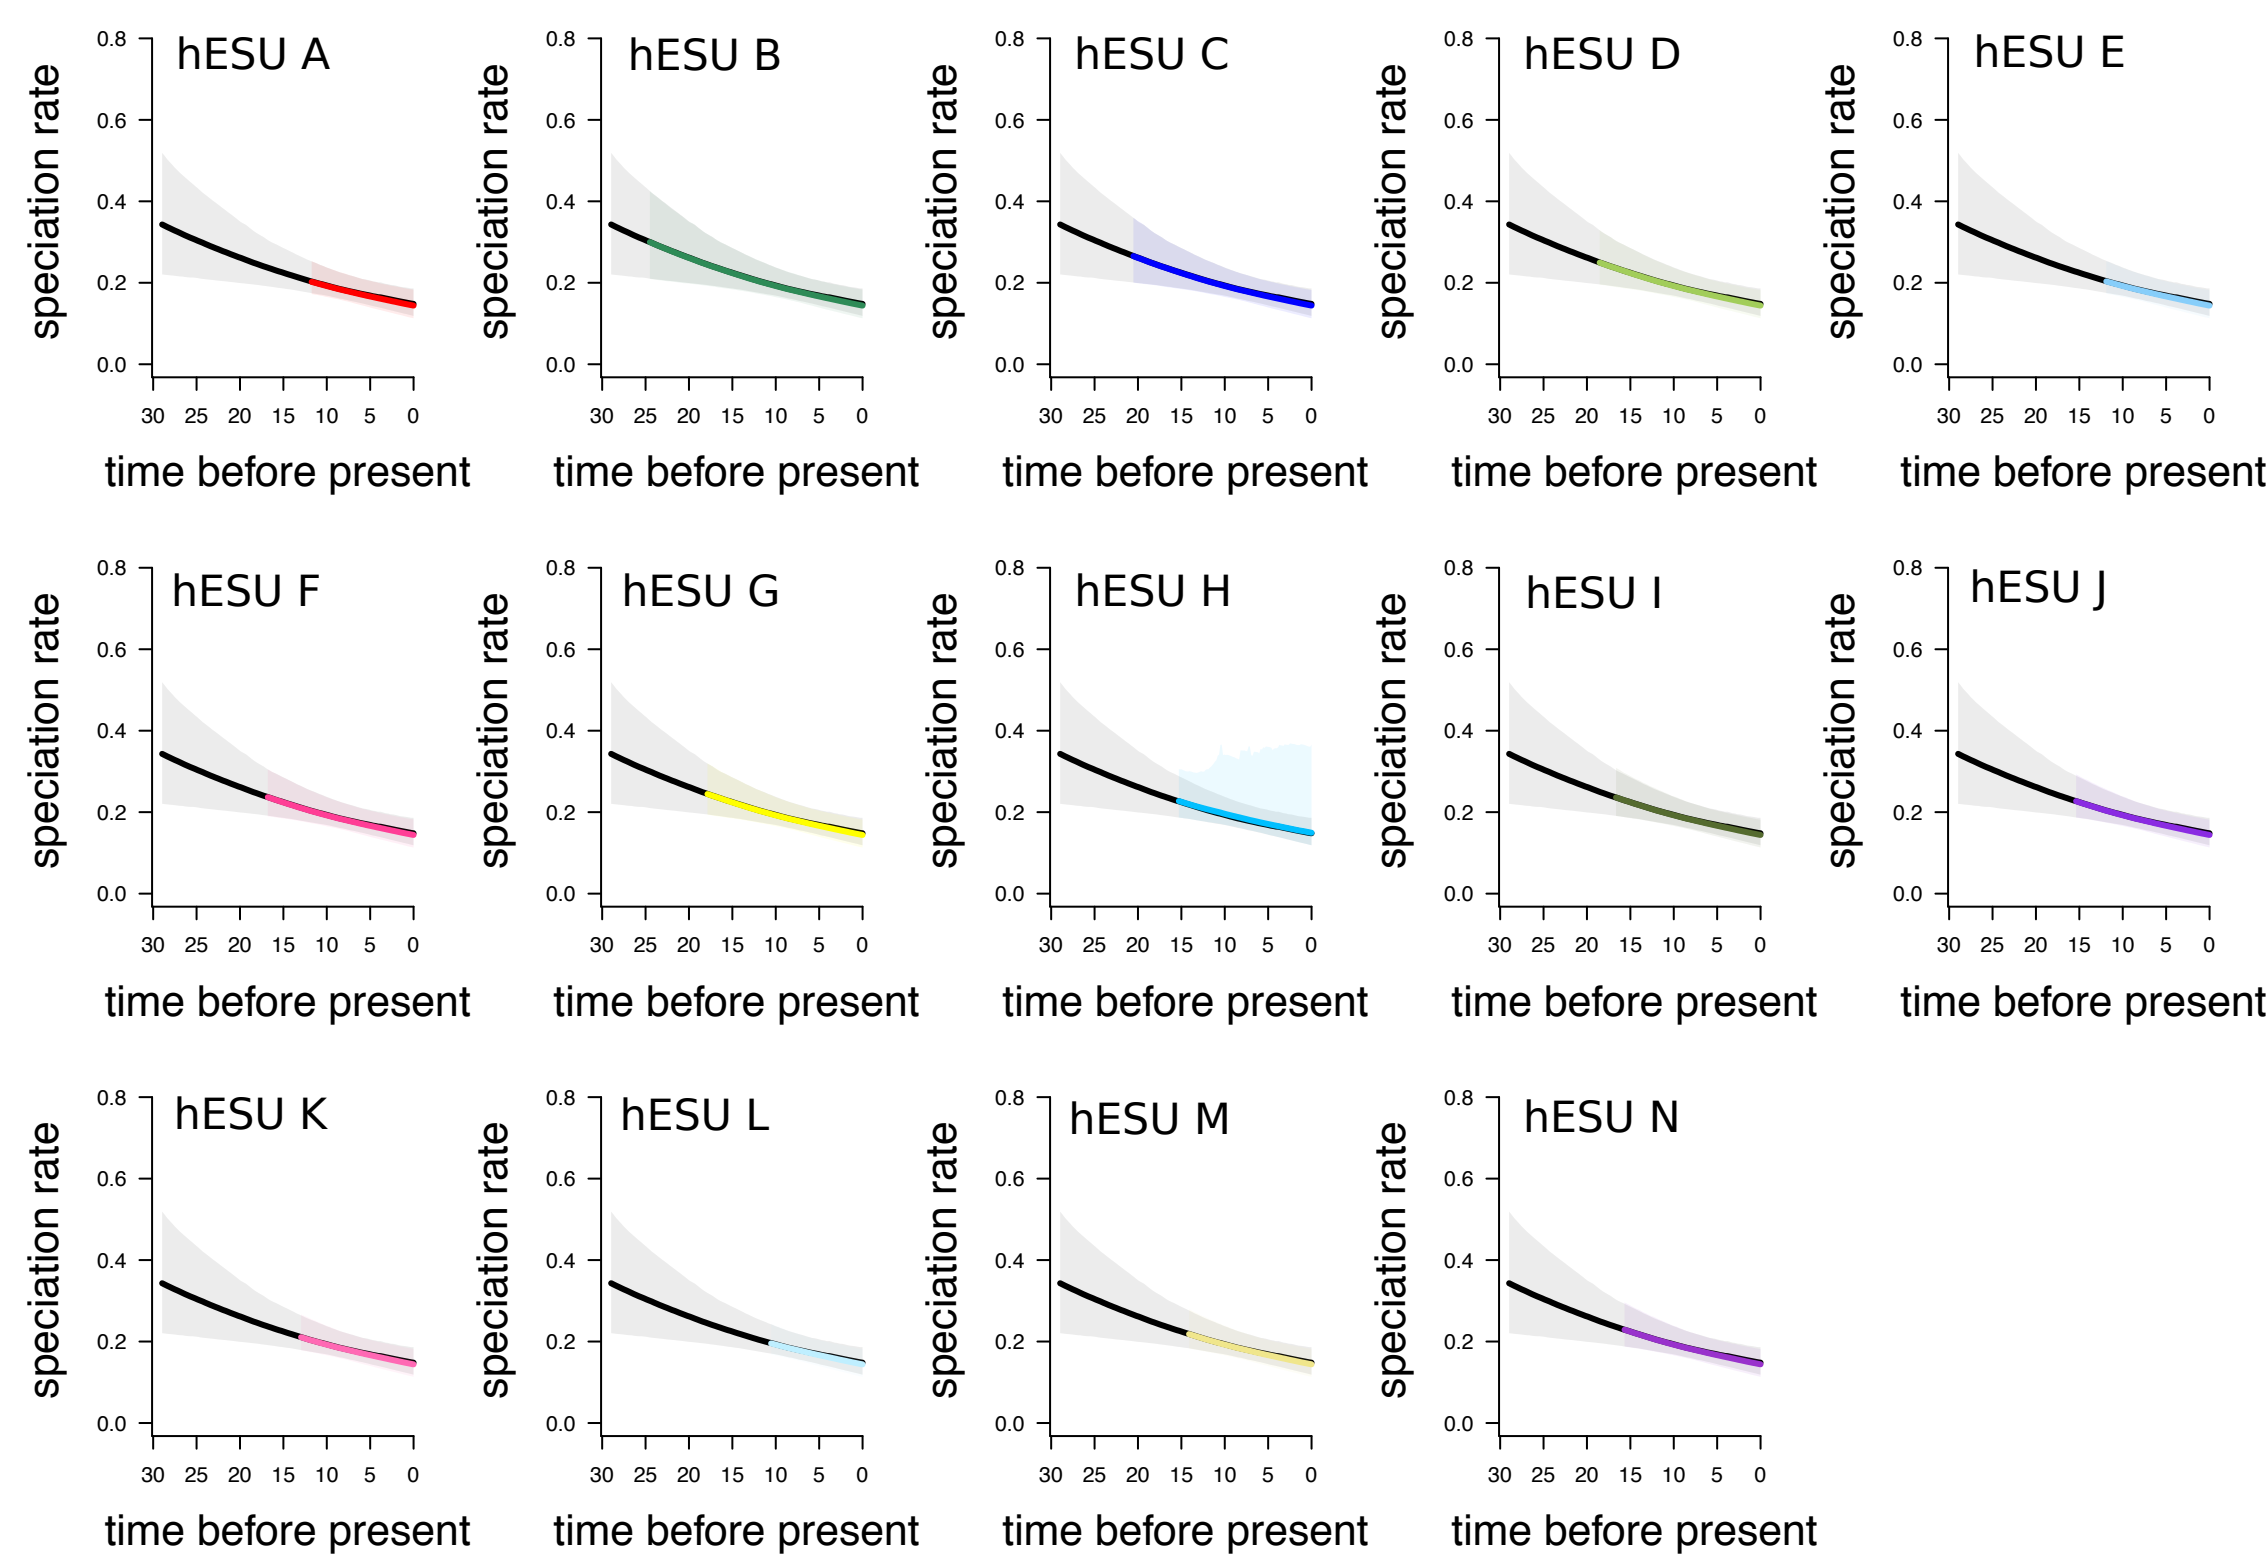 hESU A
speciation rate
0.8
0.6
0.4
0.2
0.0
30 25 20 15 10 5 0
time before present
hESU B
speciation rate
0.8
0.6
0.4
0.2
0.0
30 25 20 15 10 5 0
time before present
hESU C
speciation rate
0.8
0.6
0.4
0.2
0.0
30 25 20 15 10 5 0
time before present
hESU D
speciation rate
0.8
0.6
0.4
0.2
0.0
30 25 20 15 10 5 0
time before present
hESU E
speciation rate
0.8
0.6
0.4
0.2
0.0
30 25 20 15 10 5 0
time before present
hESU F
speciation rate
0.8
0.6
0.4
0.2
0.0
30 25 20 15 10 5 0
time before present
hESU G
speciation rate
0.8
0.6
0.4
0.2
0.0
30 25 20 15 10 5 0
time before present
hESU H
speciation rate
0.8
0.6
0.4
0.2
0.0
30 25 20 15 10 5 0
time before present
hESU I
speciation rate
0.8
0.6
0.4
0.2
0.0
30 25 20 15 10 5 0
time before present
hESU J
speciation rate
0.8
0.6
0.4
0.2
0.0
30 25 20 15 10 5 0
time before present
hESU K
speciation rate
0.8
0.6
0.4
0.2
0.0
30 25 20 15 10 5 0
time before present
hESU L
speciation rate
0.8
0.6
0.4
0.2
0.0
30 25 20 15 10 5 0
time before present
hESU M
speciation rate
0.8
0.6
0.4
0.2
0.0
30 25 20 15 10 5 0
time before present
hESU N
speciation rate
0.8
0.6
0.4
0.2
0.0
30 25 20 15 10 5 0
time before present